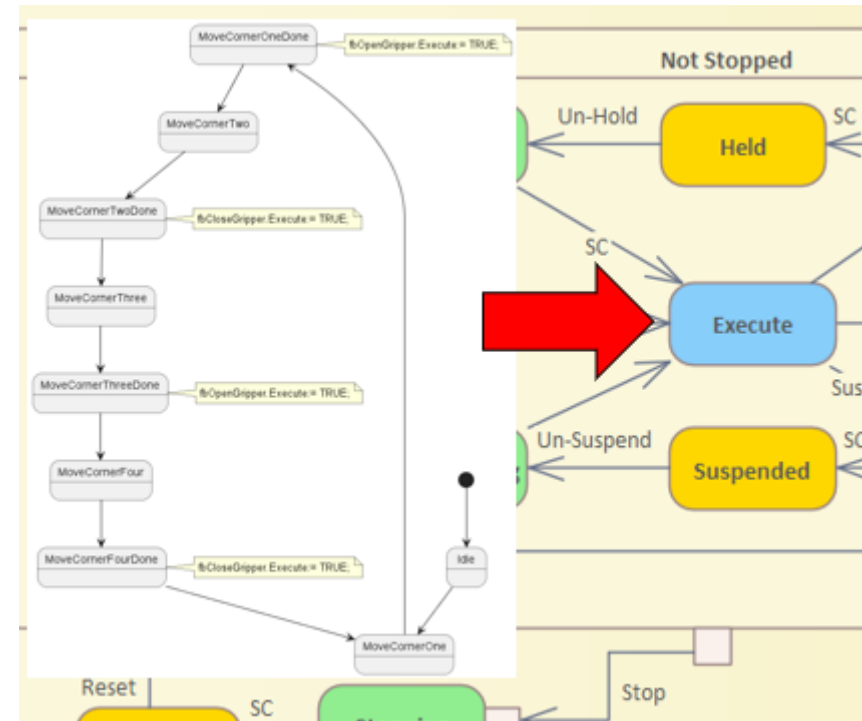 MoveCornerOneDone
fbOpenGripper.Execute:= TRUE;
Not Stopped
MoveCornerTwo
Un-Hold
Held
SC
MoveCornerTwoDone
fbCloseGripper.Execute:= TRUE;
SC
MoveCornerThree
Execute
MoveCornerThreeDone
fbOpenGripper.Execute:= TRUE;
Sus
MoveCornerFour
Un-Suspend
Suspended
SC
MoveCornerFourDone
fbCloseGripper.Execute:= TRUE;
Idle
MoveCornerOne
Reset
SC
Stop